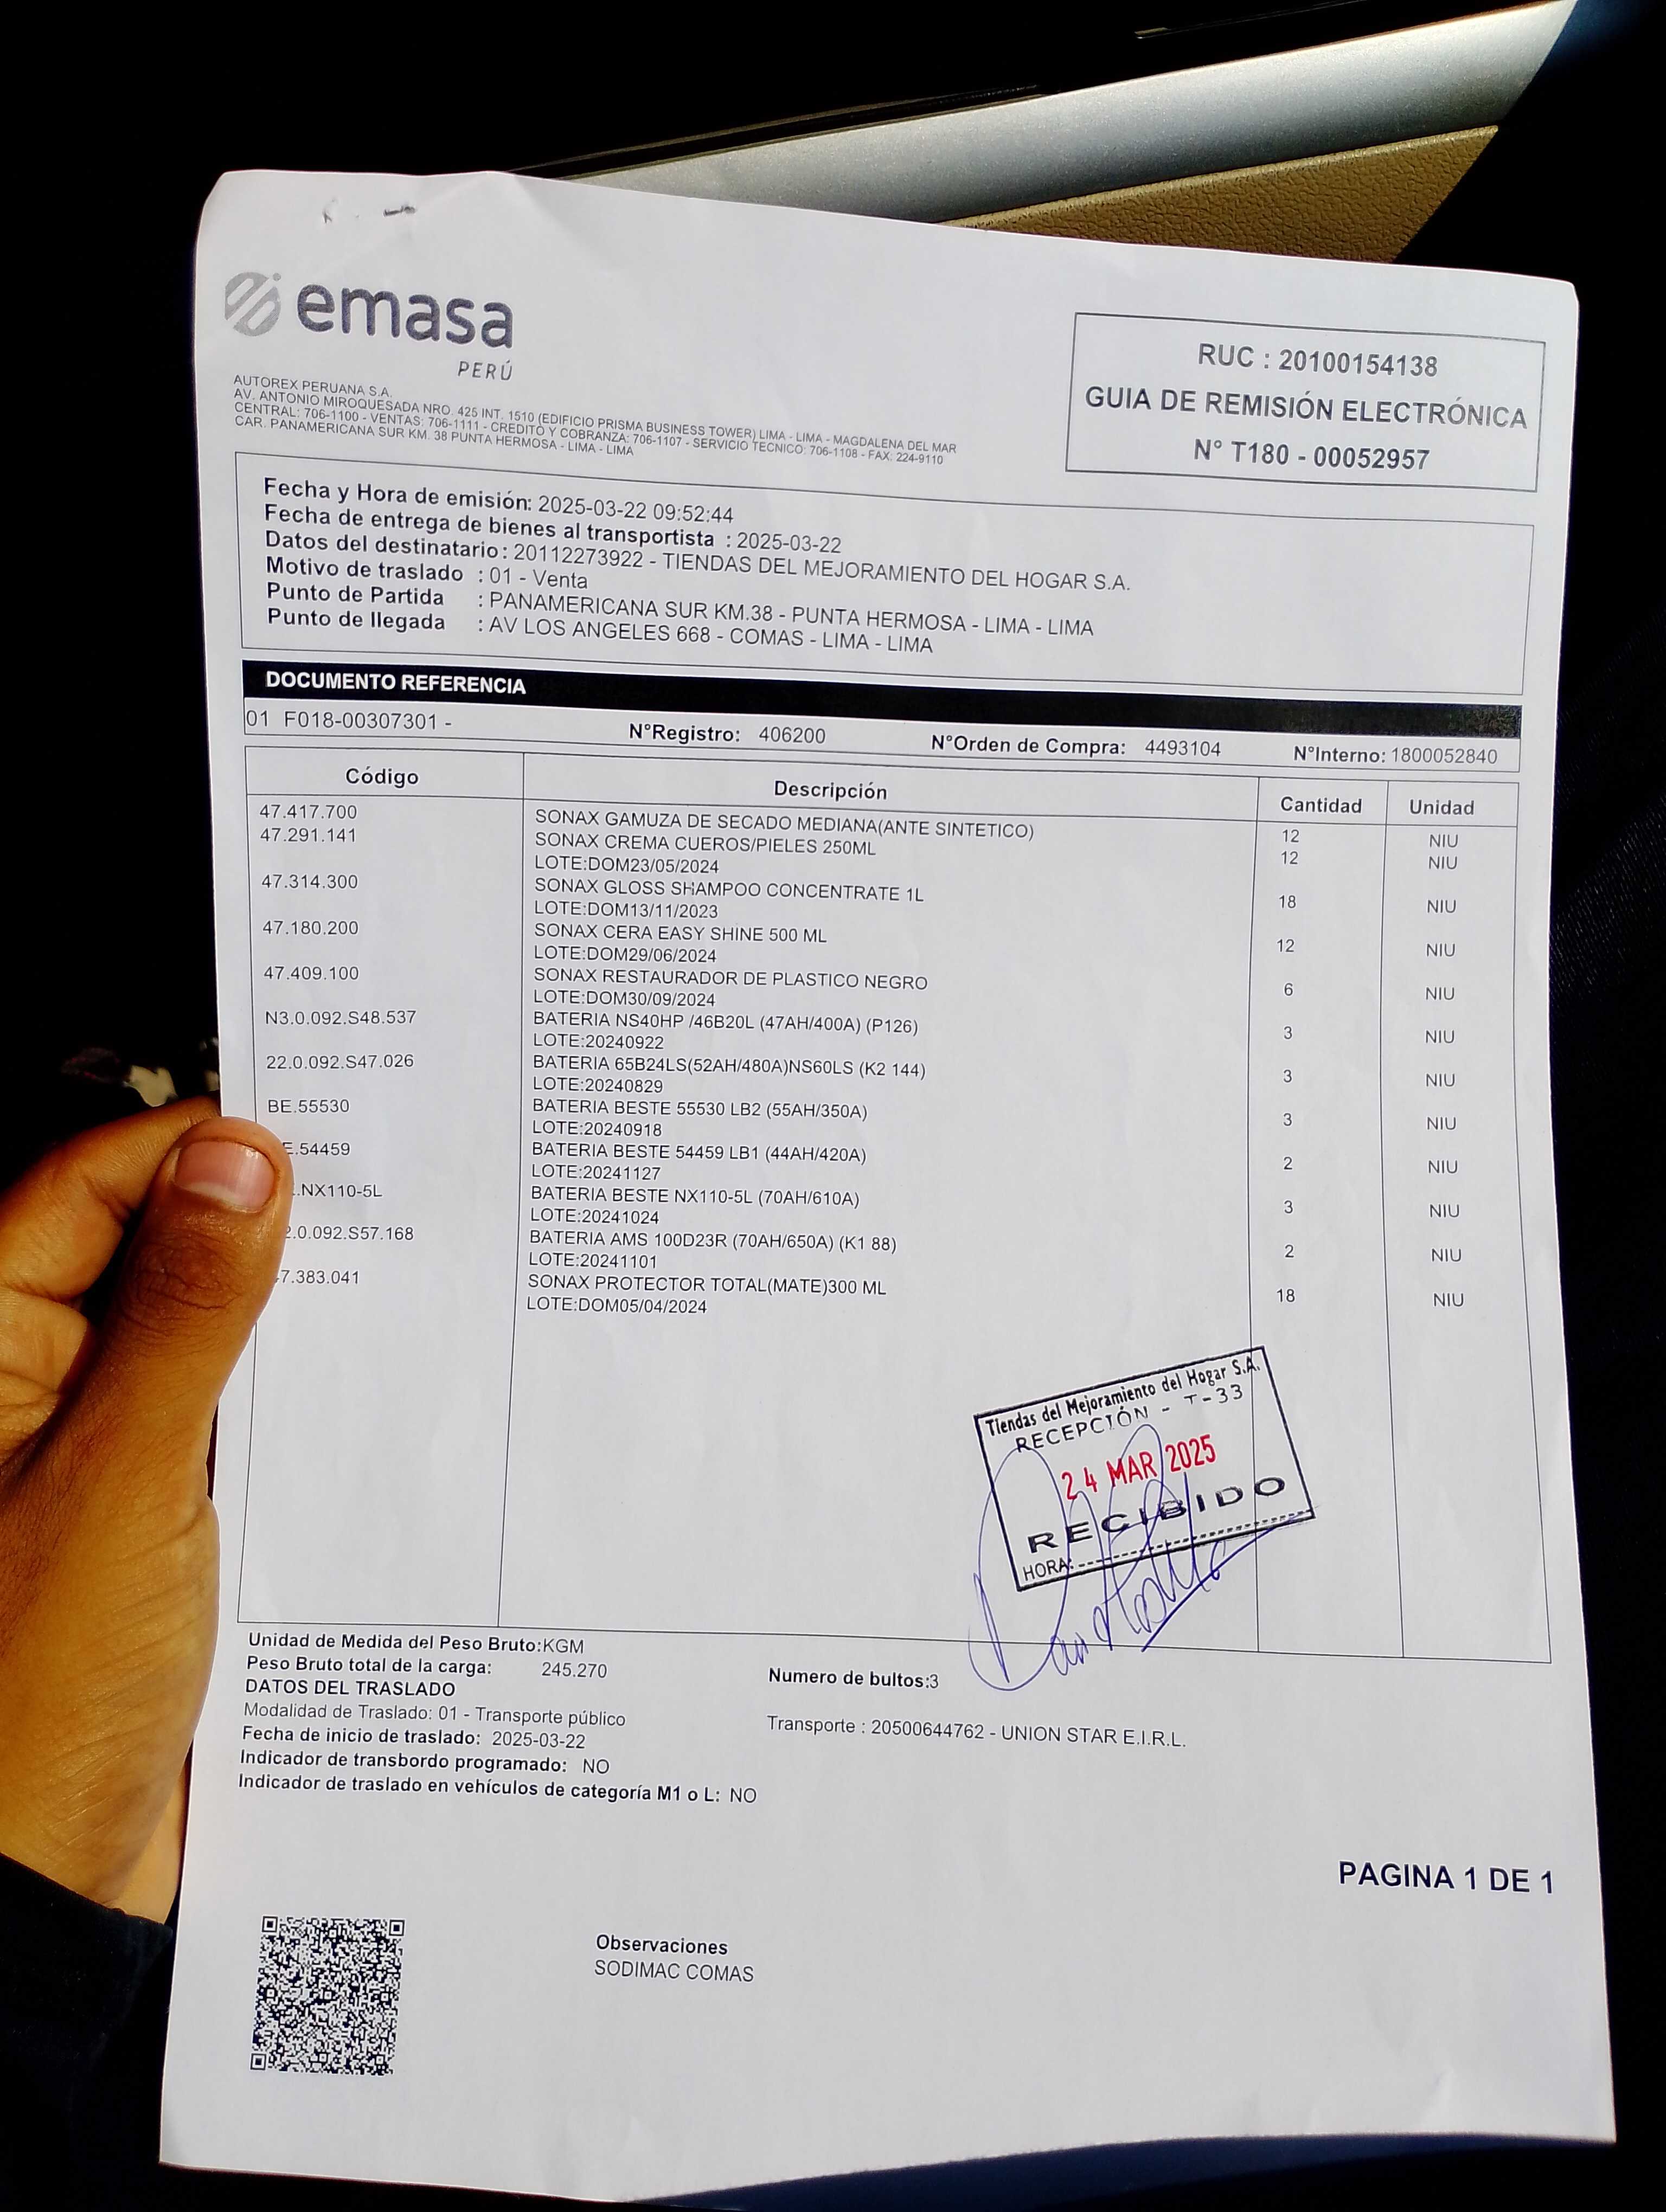 emasa
PERÚ
AUTOREX PERUANA S.A.
AV. ANTONIO MIROQUESADA NRO. 425 INT. 1510 (EDIFICIO PRISMA BUSINESS TOWER) LIMA - LIMA - MAGDALENA DEL MAR
CENTRAL: 706-1100 - VENTAS: 706-1111 - CREDITO Y COBRANZA: 706-1107 - SERVICIO TECNICO: 706-1108 - FAX: 224-9110
CAR. PANAMERICANA SUR KM. 38 PUNTA HERMOSA - LIMA - LIMA
RUC : 20100154138
GUIA DE REMISIÓN ELECTRÓNICA
N° T180 - 00052957
Fecha y Hora de emisión: 2025-03-22 09:52:44
Fecha de entrega de bienes al transportista : 2025-03-22
Datos del destinatario : 20112273922 - TIENDAS DEL MEJORAMIENTO DEL HOGAR S.A.
Motivo de traslado : 01 - Venta
Punto de Partida : PANAMERICANA SUR KM.38 - PUNTA HERMOSA - LIMA - LIMA
Punto de llegada : AV LOS ANGELES 668 - COMAS - LIMA - LIMA
DOCUMENTO REFERENCIA
01 F018-00307301 - N°Registro: 406200 N°Orden de Compra: 4493104 N°Interno: 1800052840
Código Descripción Cantidad Unidad
47.417.700 SONAX GAMUZA DE SECADO MEDIANA(ANTE SINTETICO) 12 NIU
47.291.141 SONAX CREMA CUEROS/PIELES 250ML 12 NIU
LOTE:DOM23/05/2024
47.314.300 SONAX GLOSS SHAMPOO CONCENTRATE 1L 18 NIU
LOTE:DOM13/11/2023
47.180.200 SONAX CERA EASY SHINE 500 ML 12 NIU
LOTE:DOM29/06/2024
47.409.100 SONAX RESTAURADOR DE PLASTICO NEGRO 6 NIU
LOTE:DOM30/09/2024
N3.0.092.S48.537 BATERIA NS40HP /46B20L (47AH/400A) (P126) 3 NIU
LOTE:20240922
22.0.092.S47.026 BATERIA 65B24LS(52AH/480A)NS60LS (K2 144) 3 NIU
LOTE:20240829
BE.55530 BATERIA BESTE 55530 LB2 (55AH/350A) 3 NIU
LOTE:20240918
E.54459 BATERIA BESTE 54459 LB1 (44AH/420A) 2 NIU
LOTE:20241127
.NX110-5L BATERIA BESTE NX110-5L (70AH/610A) 3 NIU
LOTE:20241024
2.0.092.S57.168 BATERIA AMS 100D23R (70AH/650A) (K1 88) 2 NIU
LOTE:20241101
7.383.041 SONAX PROTECTOR TOTAL(MATE)300 ML 18 NIU
LOTE:DOM05/04/2024
Tiendas del Mejoramiento del Hogar S.A.
RECEPCIÓN - T-33
24 MAR 2025
RECIBIDO
HORA:
Unidad de Medida del Peso Bruto:KGM
Peso Bruto total de la carga: 245.270 Numero de bultos:3
DATOS DEL TRASLADO
Modalidad de Traslado: 01 - Transporte público Transporte : 20500644762 - UNION STAR E.I.R.L.
Fecha de inicio de traslado: 2025-03-22
Indicador de transbordo programado: NO
Indicador de traslado en vehículos de categoría M1 o L: NO
PAGINA 1 DE 1
Observaciones
SODIMAC COMAS